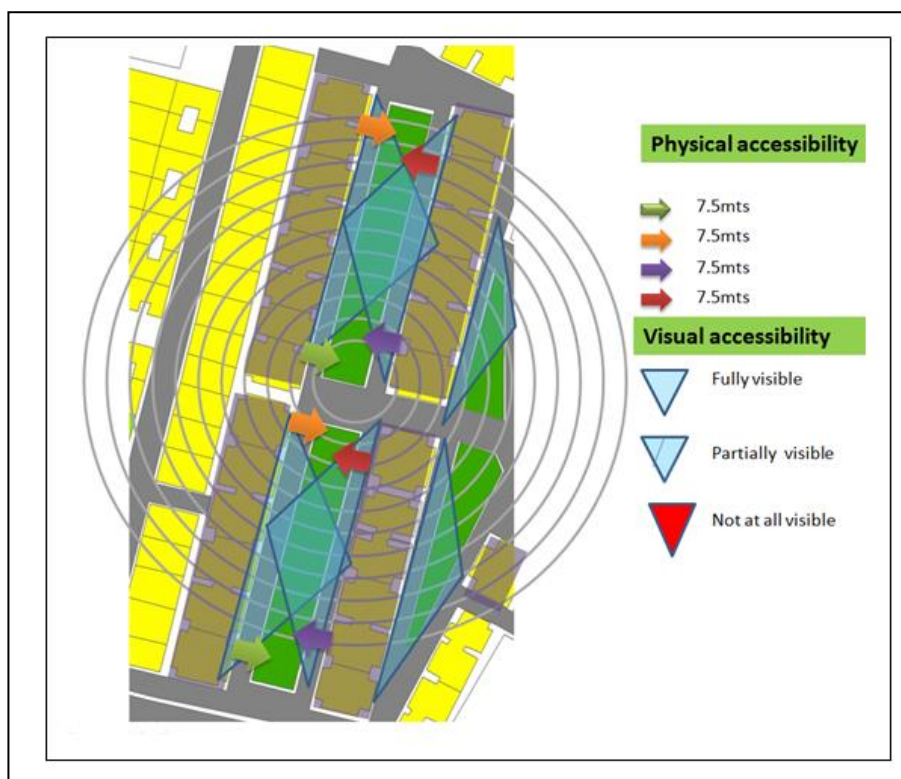 Physical accessibility
7.5mts
7.5mts
7.5mts
7.5mts
Visual accessibility
Fully visible
Partially visible
Not at all visible